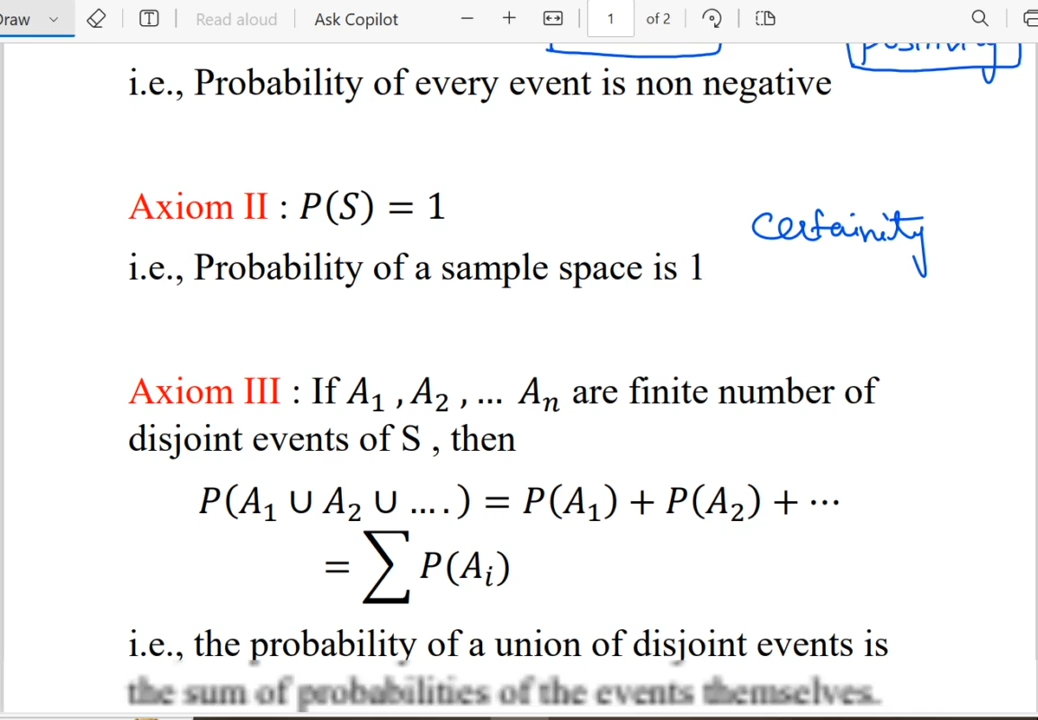 Draw
Read aloud
Ask Copilot
1 of 2
positivity
i.e., Probability of every event is non negative
Axiom II : P(S) = 1
certainity
i.e., Probability of a sample space is 1
Axiom III : If A₁ , A₂ , ... Aₙ are finite number of
disjoint events of S , then
P(A₁ ∪ A₂ ∪ ....) = P(A₁) + P(A₂) + ⋯
= ∑ P(Aᵢ)
i.e., the probability of a union of disjoint events is
the sum of probabilities of the events themselves.